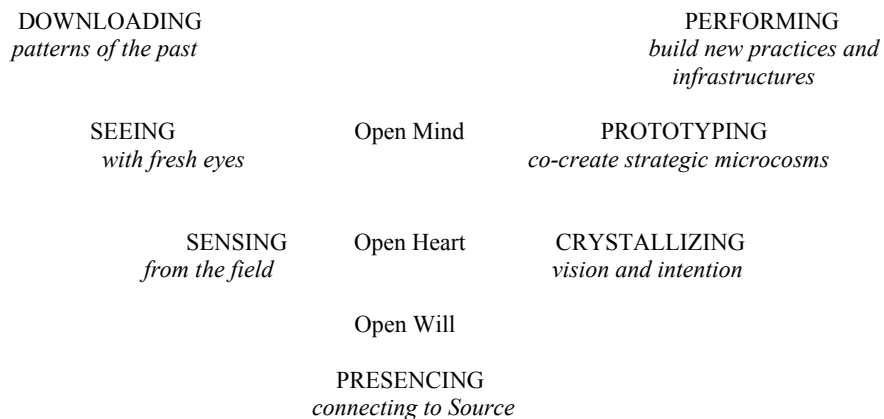 DOWNLOADING PERFORMING
patterns of the past build new practices and
infrastructures
SEEING Open Mind PROTOTYPING
with fresh eyes co-create strategic microcosms
SENSING Open Heart CRYSTALLIZING
from the field vision and intention
Open Will
PRESENCING
connecting to Source